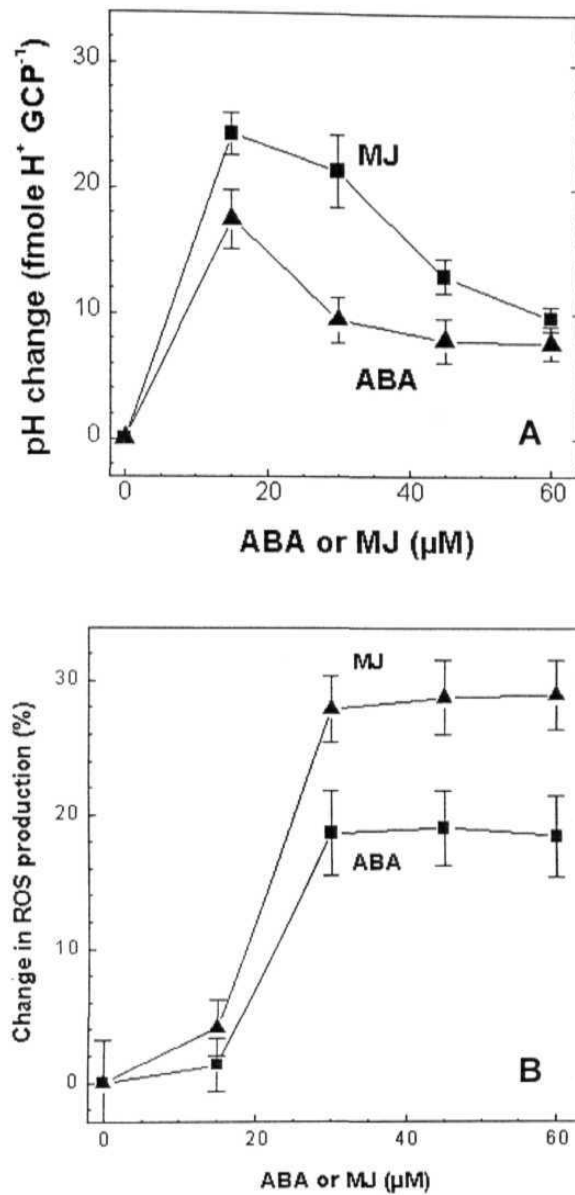 30
20
10
0
pH change (fmole H⁺ GCP⁻¹)
MJ
ABA
A
0 20 40 60
ABA or MJ (µM)
30
20
10
0
Change in ROS production (%)
MJ
ABA
B
0 20 40 60
ABA or MJ (µM)